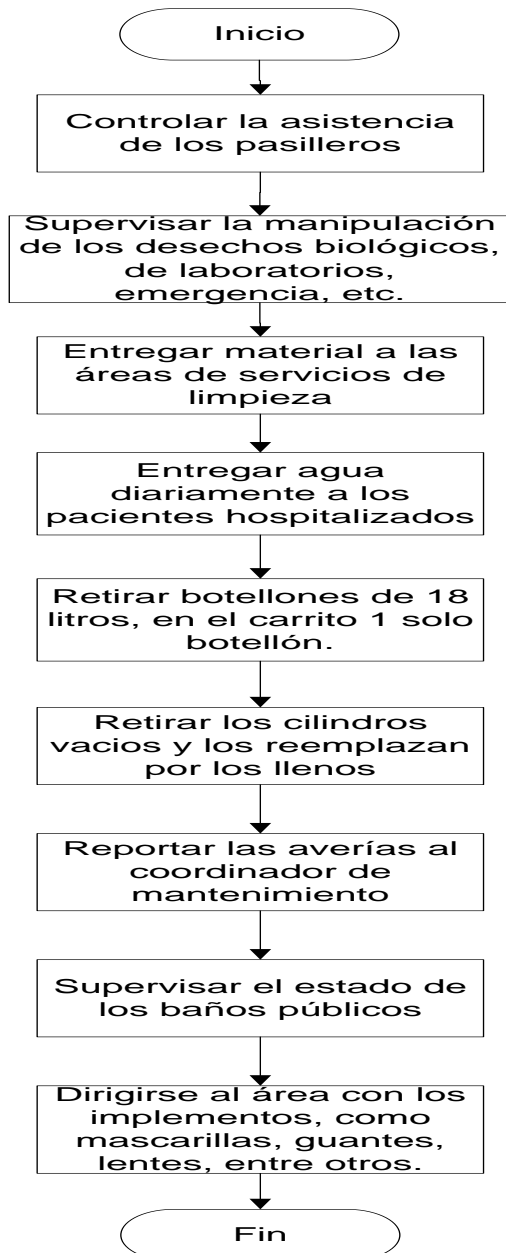 Inicio
Controlar la asistencia
de los pasilleros
Supervisar la manipulación
de los desechos biológicos,
de laboratorios,
emergencia, etc.
Entregar material a las
áreas de servicios de
limpieza
Entregar agua
diariamente a los
pacientes hospitalizados
Retirar botellones de 18
litros, en el carrito 1 solo
botellón.
Retirar los cilindros
vacios y los reemplazan
por los llenos
Reportar las averías al
coordinador de
mantenimiento
Supervisar el estado de
los baños públicos
Dirigirse al área con los
implementos, como
mascarillas, guantes,
lentes, entre otros.
Fin